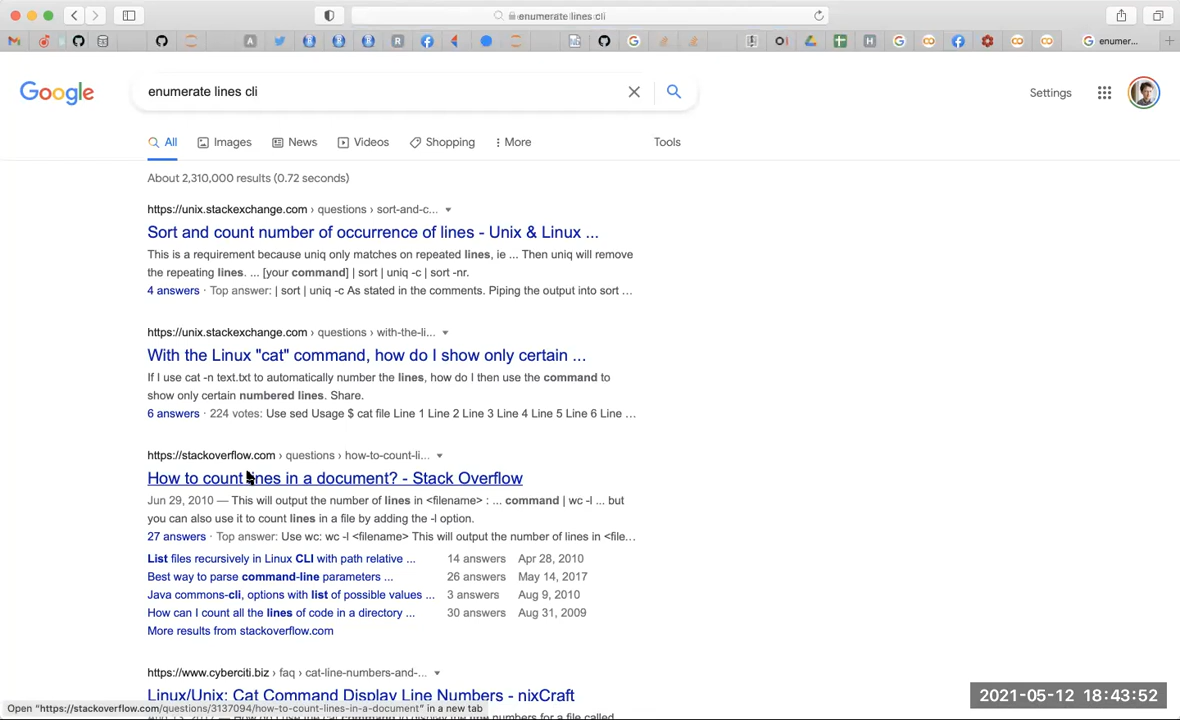 enumerate lines cli
enumer...
Google
enumerate lines cli
Settings
All
Images
News
Videos
Shopping
More
Tools
About 2,310,000 results (0.72 seconds)
https://unix.stackexchange.com › questions › sort-and-c...
Sort and count number of occurrence of lines - Unix & Linux ...
This is a requirement because uniq only matches on repeated lines, ie ... Then uniq will remove
the repeating lines. ... [your command] | sort | uniq -c | sort -nr.
4 answers · Top answer: | sort | uniq -c As stated in the comments. Piping the output into sort ...
https://unix.stackexchange.com › questions › with-the-li...
With the Linux "cat" command, how do I show only certain ...
If I use cat -n text.txt to automatically number the lines, how do I then use the command to
show only certain numbered lines. Share.
6 answers · 224 votes: Use sed Usage $ cat file Line 1 Line 2 Line 3 Line 4 Line 5 Line 6 Line ...
https://stackoverflow.com › questions › how-to-count-li...
How to count lines in a document? - Stack Overflow
Jun 29, 2010 — This will output the number of lines in <filename> : ... command | wc -l ... but
you can also use it to count lines in a file by adding the -l option.
27 answers · Top answer: Use wc: wc -l <filename> This will output the number of lines in <file...
List files recursively in Linux CLI with path relative ... 14 answers Apr 28, 2010
Best way to parse command-line parameters ... 26 answers May 14, 2017
Java commons-cli, options with list of possible values ... 3 answers Aug 9, 2010
How can I count all the lines of code in a directory ... 30 answers Aug 31, 2009
More results from stackoverflow.com
https://www.cyberciti.biz › faq › cat-line-numbers-and-...
Linux/Unix: Cat Command Display Line Numbers - nixCraft
Open "https://stackoverflow.com/questions/3137094/how-to-count-lines-in-a-document" in a new tab
2021-05-12 18:43:52